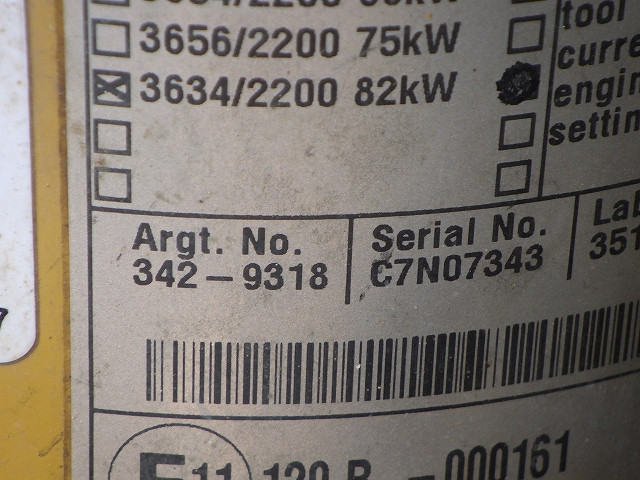 tool
3656/2200 75kW
curre
3634/2200 82kW
engin
settin
Argt. No.
342-9318
Serial No.
C7N07343
Lab
351
E 11 120 R -000161